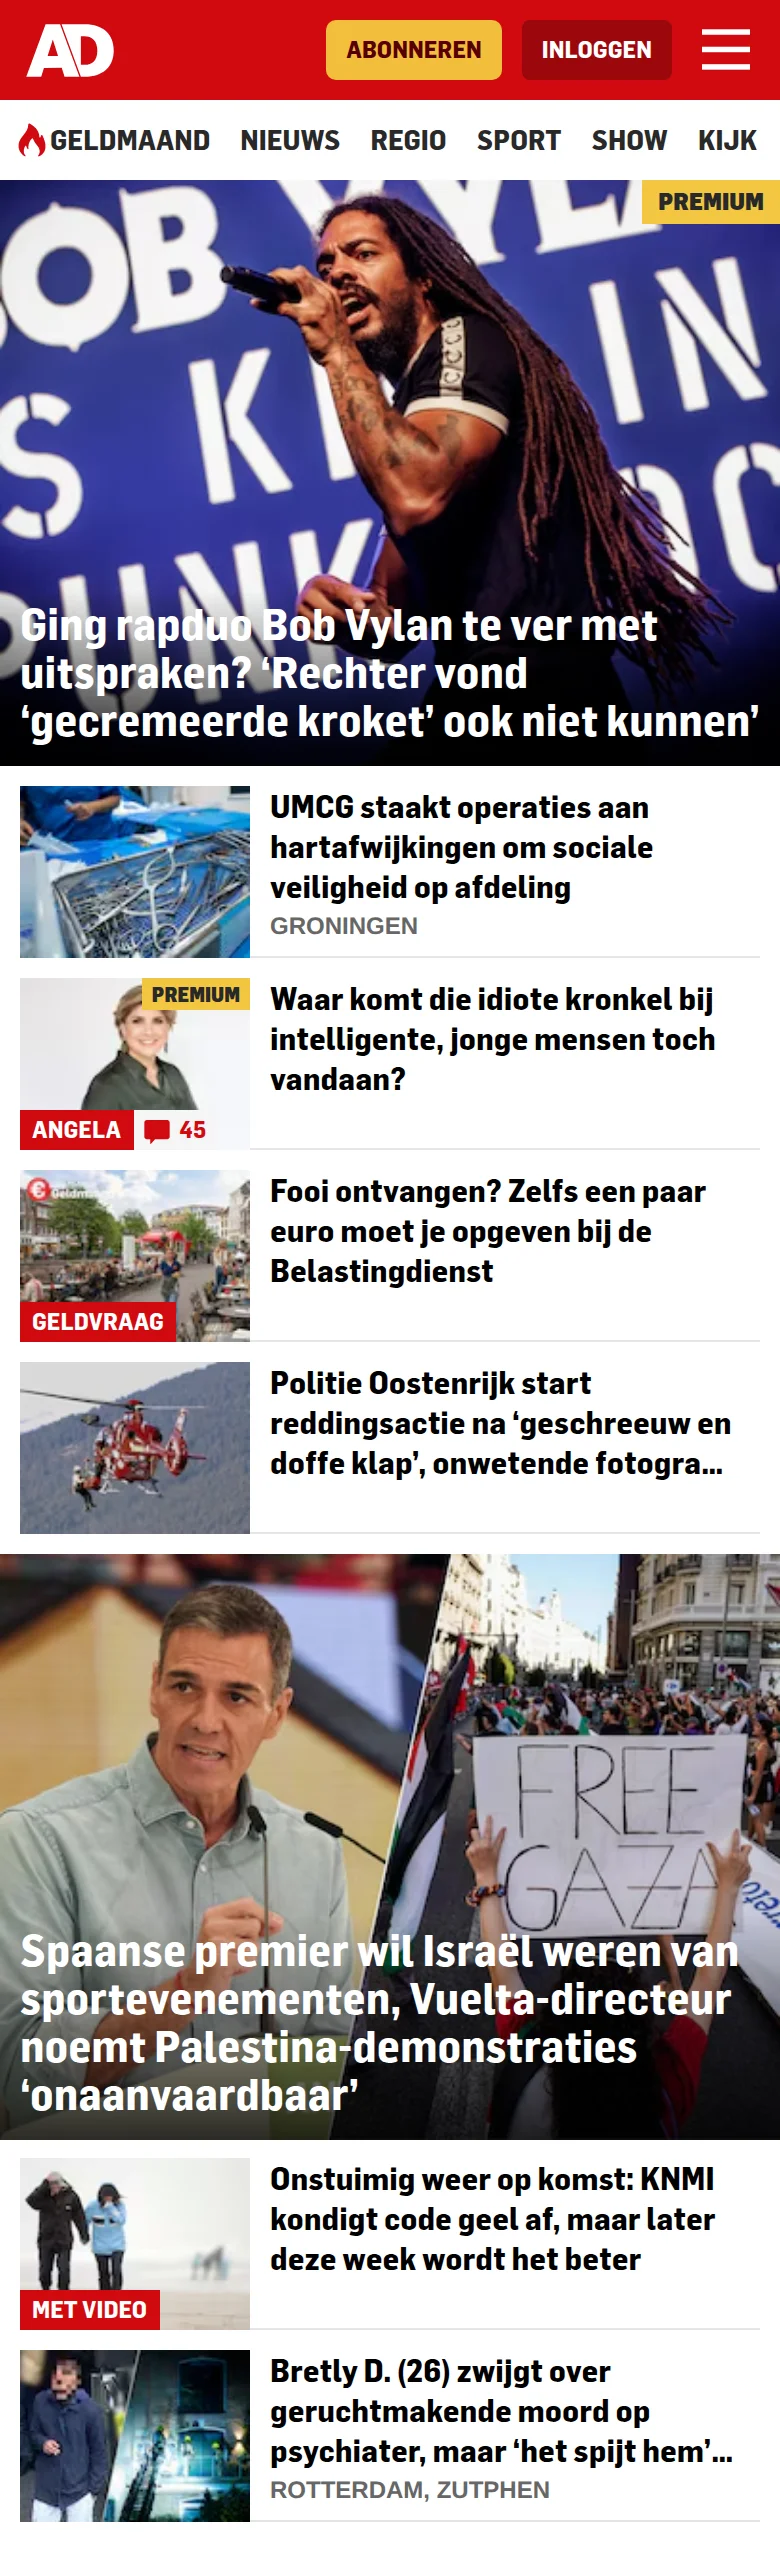 AD
ABONNEREN
INLOGGEN
GELDMAAND NIEUWS REGIO SPORT SHOW KIJK
PREMIUM
OB VYL
S K IN
UNK
Ging rapduo Bob Vylan te ver met
uitspraken? ‘Rechter vond
‘gecremeerde kroket’ ook niet kunnen’
UMCG staakt operaties aan
hartafwijkingen om sociale
veiligheid op afdeling
GRONINGEN
PREMIUM
ANGELA 45
Waar komt die idiote kronkel bij
intelligente, jonge mensen toch
vandaan?
€
GELDVRAAG
Fooi ontvangen? Zelfs een paar
euro moet je opgeven bij de
Belastingdienst
Politie Oostenrijk start
reddingsactie na ‘geschreeuw en
doffe klap’, onwetende fotogra...
FREE
GAZA
Spaanse premier wil Israël weren van
sportevenementen, Vuelta-directeur
noemt Palestina-demonstraties
‘onaanvaardbaar’
MET VIDEO
Onstuimig weer op komst: KNMI
kondigt code geel af, maar later
deze week wordt het beter
Bretly D. (26) zwijgt over
geruchtmakende moord op
psychiater, maar ‘het spijt hem’...
ROTTERDAM, ZUTPHEN